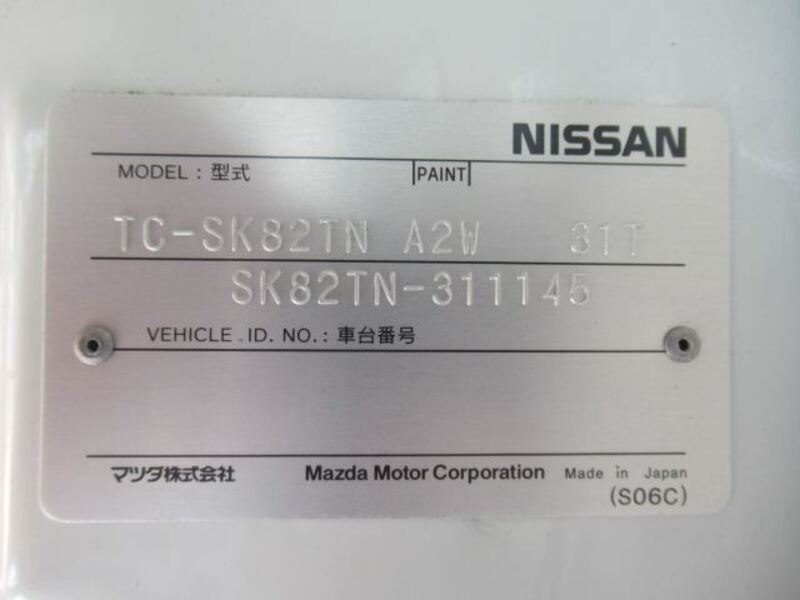 NISSAN
MODEL : 型式 PAINT
TC-SK82TN A2W 31T
SK82TN-311145
VEHICLE ID. NO. : 車台番号
マツダ株式会社 Mazda Motor Corporation Made in Japan
(S06C)